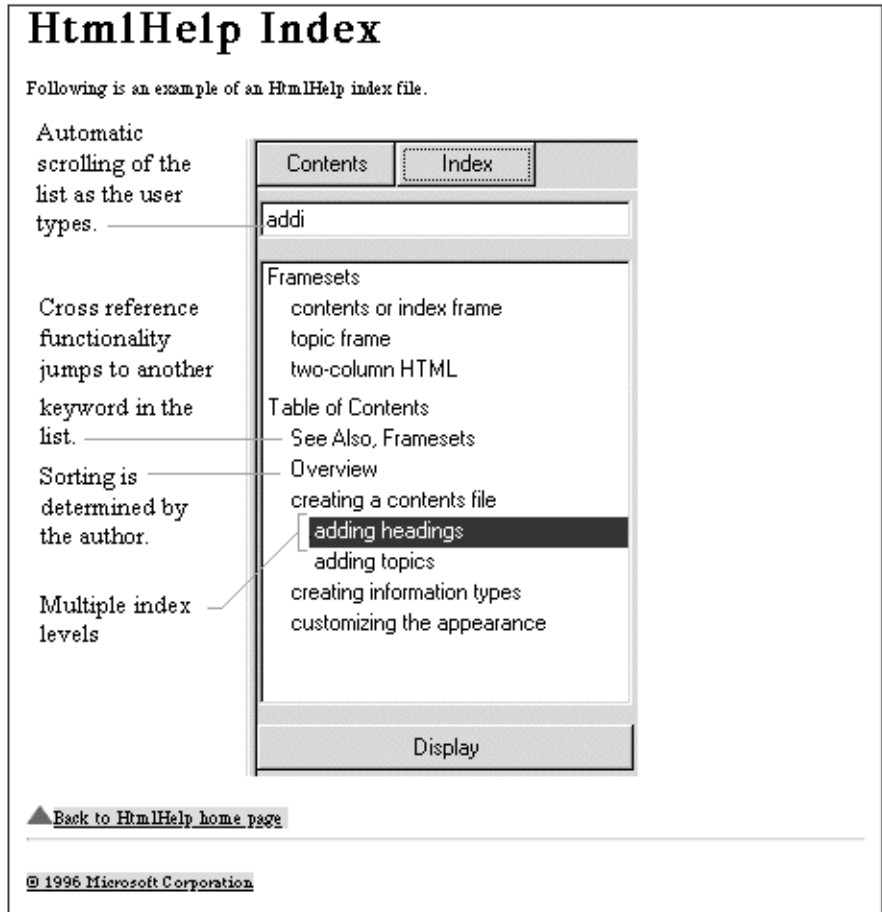 HtmlHelp Index
Following is an example of an HtmlHelp index file.
Automatic
scrolling of the
list as the user
types.
Cross reference
functionality
jumps to another
keyword in the
list.
Sorting is
determined by
the author.
Multiple index
levels
Contents
Index
addi
Framesets
contents or index frame
topic frame
two-column HTML
Table of Contents
See Also, Framesets
Overview
creating a contents file
adding headings
adding topics
creating information types
customizing the appearance
Display
Back to HtmlHelp home page
© 1996 Microsoft Corporation